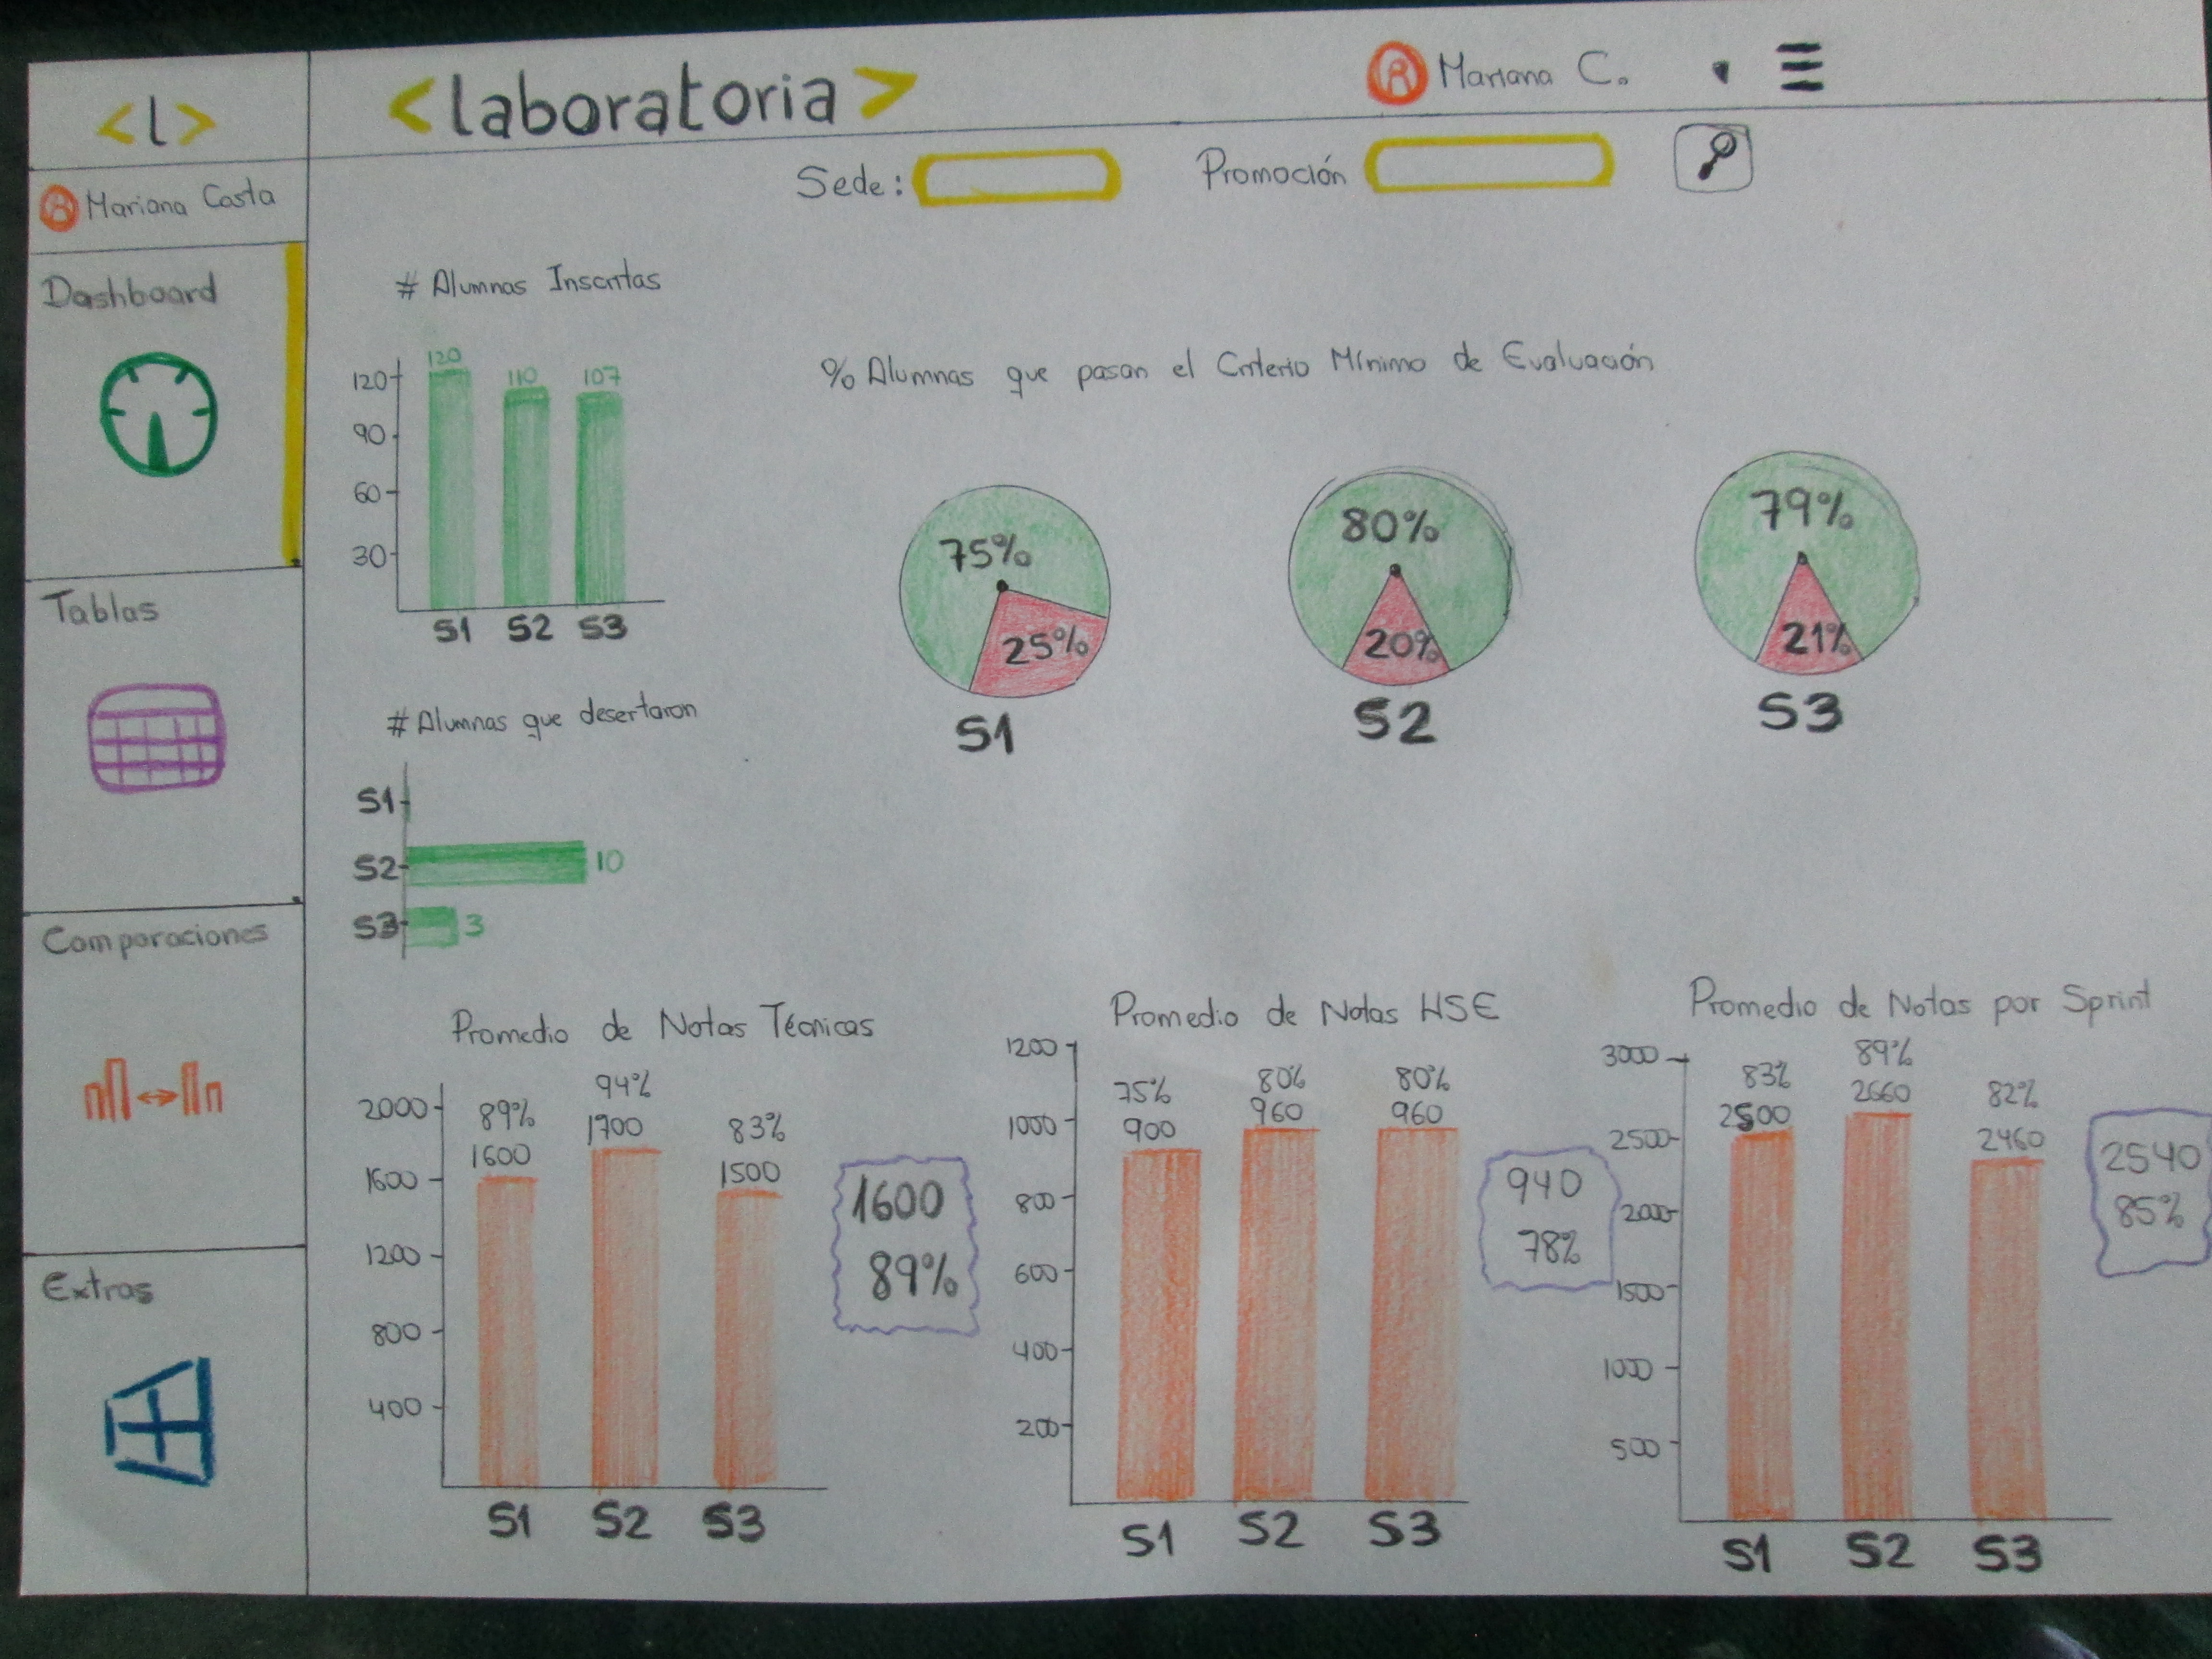 <l>
<laboratoria>
Mariana C.
Mariana Costa
Sede:
Promoción
Dashboard
Tablas
Comparaciones
Extras
# Alumnas Inscritas
120
90
60
30
120
110
107
S1 S2 S3
% Alumnas que pasan el Criterio Mínimo de Evaluación
75%
25%
S1
80%
20%
S2
79%
21%
S3
# Alumnas que desertaron
S1
S2 10
S3 3
Promedio de Notas Técnicas
2000
1600
1200
800
400
89%
1600
94%
1700
83%
1500
S1 S2 S3
1600
89%
Promedio de Notas HSE
1200
1000
800
600
400
200
75%
900
80%
960
80%
960
S1 S2 S3
940
78%
Promedio de Notas por Sprint
3000
2500
2000
1500
1000
500
83%
2500
89%
2660
82%
2460
S1 S2 S3
2540
85%